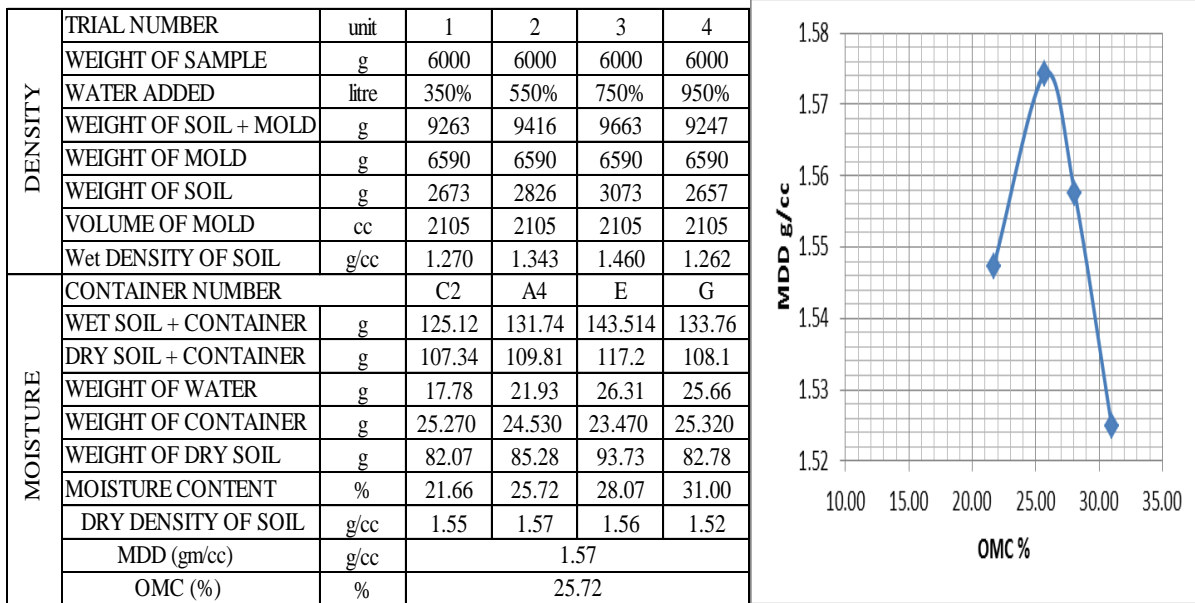 DENSITY
TRIAL NUMBER unit 1 2 3 4
WEIGHT OF SAMPLE g 6000 6000 6000 6000
WATER ADDED litre 350% 550% 750% 950%
WEIGHT OF SOIL + MOLD g 9263 9416 9663 9247
WEIGHT OF MOLD g 6590 6590 6590 6590
WEIGHT OF SOIL g 2673 2826 3073 2657
VOLUME OF MOLD cc 2105 2105 2105 2105
Wet DENSITY OF SOIL g/cc 1.270 1.343 1.460 1.262
MOISTURE
CONTAINER NUMBER C2 A4 E G
WET SOIL + CONTAINER g 125.12 131.74 143.514 133.76
DRY SOIL + CONTAINER g 107.34 109.81 117.2 108.1
WEIGHT OF WATER g 17.78 21.93 26.31 25.66
WEIGHT OF CONTAINER g 25.270 24.530 23.470 25.320
WEIGHT OF DRY SOIL g 82.07 85.28 93.73 82.78
MOISTURE CONTENT % 21.66 25.72 28.07 31.00
DRY DENSITY OF SOIL g/cc 1.55 1.57 1.56 1.52
MDD (gm/cc) g/cc 1.57
OMC (%) % 25.72
MDD g/cc
1.58
1.57
1.56
1.55
1.54
1.53
1.52
10.00 15.00 20.00 25.00 30.00 35.00
OMC %